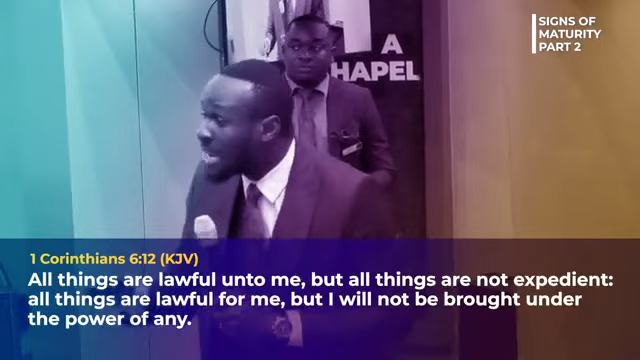 SIGNS OF
MATURITY
PART 2
A
HAPEL
1 Corinthians 6:12 (KJV)
All things are lawful unto me, but all things are not expedient:
all things are lawful for me, but I will not be brought under
the power of any.